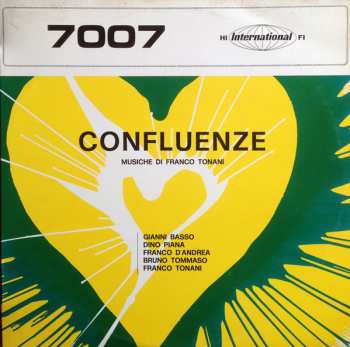 7007
HI International FI
CONFLUENZE
MUSICHE DI FRANCO TONANI
GIANNI BASSO
DINO PIANA
FRANCO D'ANDREA
BRUNO TOMMASO
FRANCO TONANI